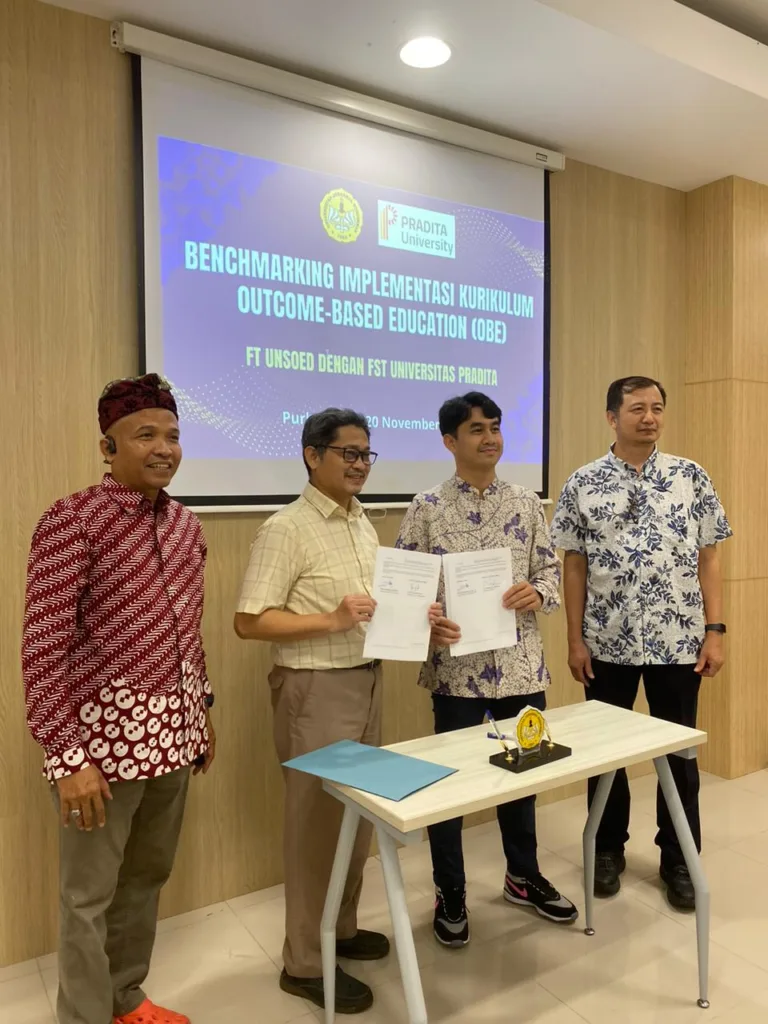 PRADITA
University
BENCHMARKING IMPLEMENTASI KURIKULUM
OUTCOME-BASED EDUCATION (OBE)
FT UNSOED DENGAN FST UNIVERSITAS PRADITA
20 November